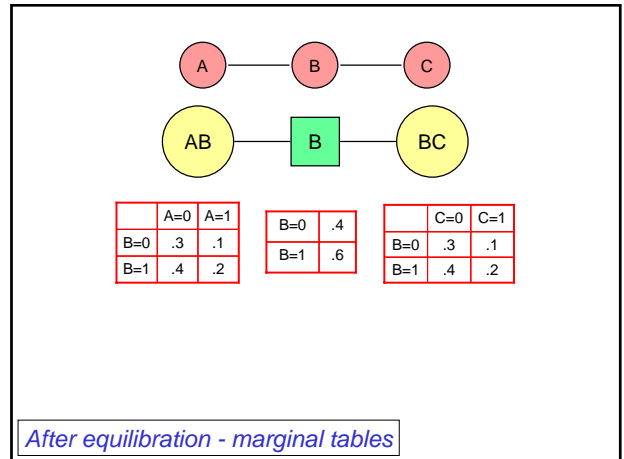 A B C
AB B BC
A=0 A=1
B=0 .3 .1
B=1 .4 .2
B=0 .4
B=1 .6
C=0 C=1
B=0 .3 .1
B=1 .4 .2
After equilibration - marginal tables